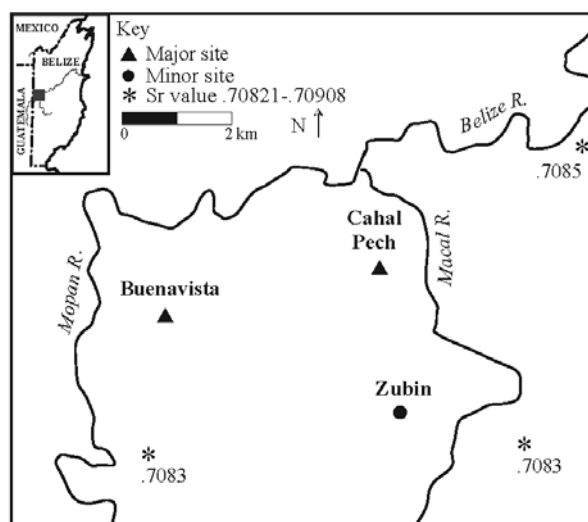 MEXICO
BELIZE
GUATEMALA
Key
Major site
Minor site
* Sr value .70821-.70908
0 2 km
N
Belize R.
*
.7085
Cahal
Pech
Macal R.
Mopan R.
Buenavista
Zubin
*
.7083
*
.7083